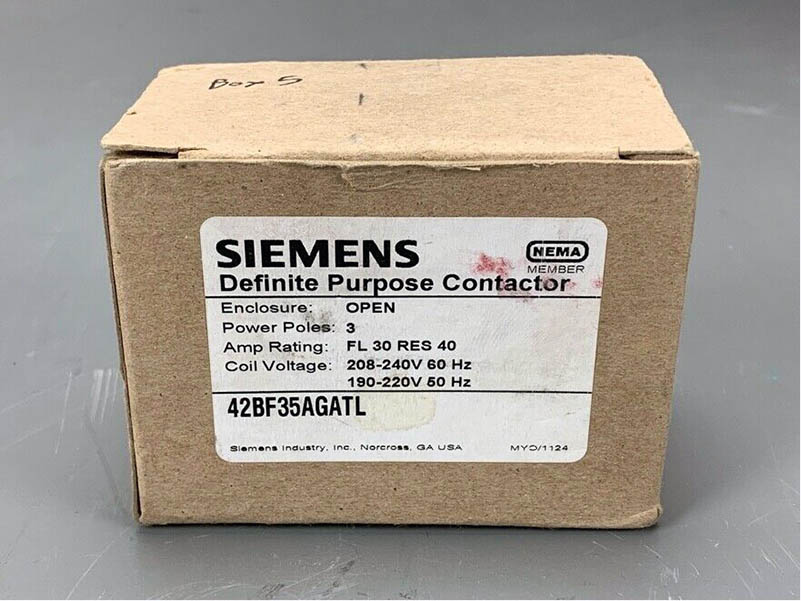 Box 5
SIEMENS
NEMA
MEMBER
Definite Purpose Contactor
Enclosure: OPEN
Power Poles: 3
Amp Rating: FL 30 RES 40
Coil Voltage: 208-240V 60 Hz
190-220V 50 Hz
42BF35AGATL
Siemens Industry, Inc., Norcross, GA USA
MYD/1124